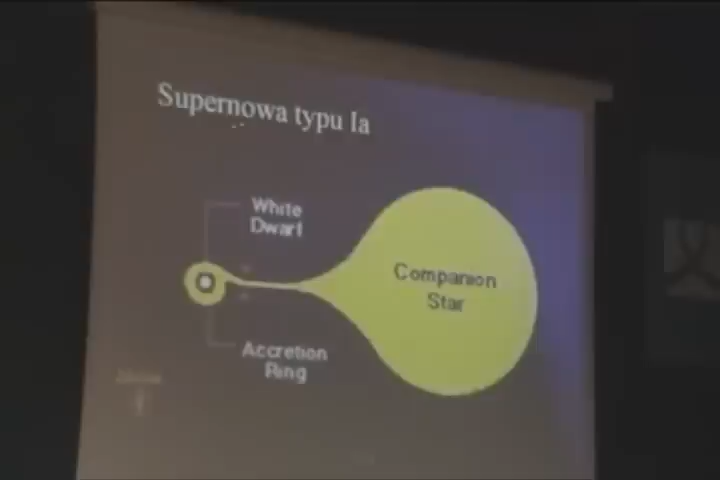 Supernowa typu Ia
White
Dwarf
Companion
Star
Accretion
Ring